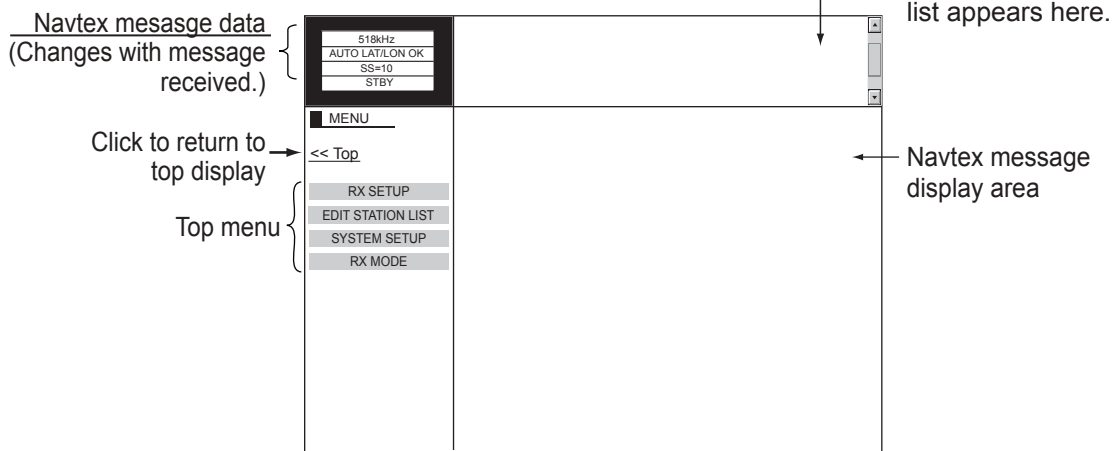 Navtex mesasge data
(Changes with message
received.)
518kHz
AUTO LAT/LON OK
SS=10
STBY
list appears here.
MENU
Click to return to
top display
<< Top
Navtex message
display area
Top menu
RX SETUP
EDIT STATION LIST
SYSTEM SETUP
RX MODE